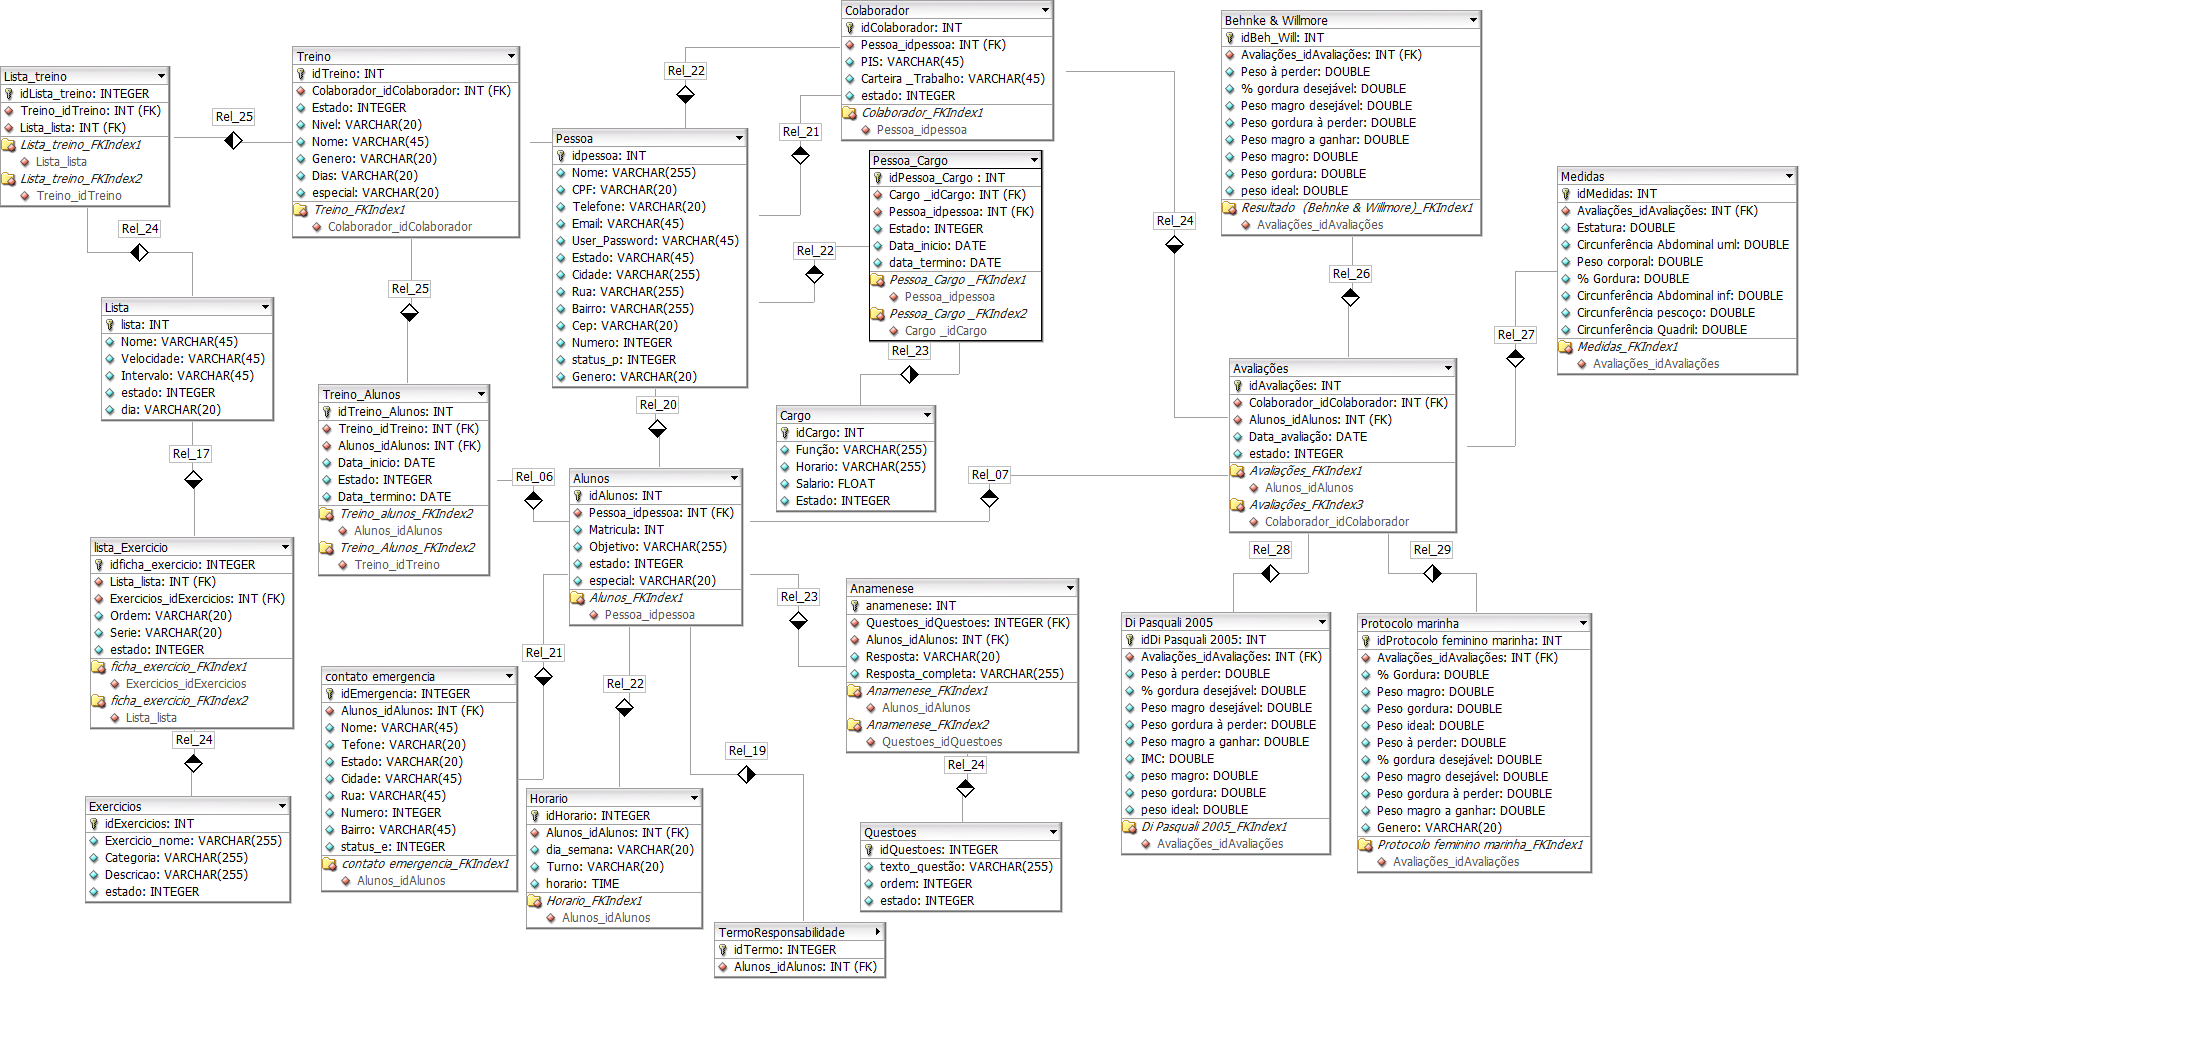 Lista_treino
idLista_treino: INTEGER
Treino_idTreino: INT (FK)
Lista_lista: INT (FK)
Lista_treino_FKIndex1
Lista_lista
Lista_treino_FKIndex2
Treino_idTreino
Rel_25
Treino
idTreino: INT
Colaborador_idColaborador: INT (FK)
Estado: INTEGER
Nivel: VARCHAR(20)
Nome: VARCHAR(45)
Genero: VARCHAR(20)
Dias: VARCHAR(20)
especial: VARCHAR(20)
Treino_FKIndex1
Colaborador_idColaborador
Rel_24
Lista
lista: INT
Nome: VARCHAR(45)
Velocidade: VARCHAR(45)
Intervalo: VARCHAR(45)
estado: INTEGER
dia: VARCHAR(20)
Rel_17
lista_Exercicio
idficha_exercicio: INTEGER
Lista_lista: INT (FK)
Exercicios_idExercicios: INT (FK)
Ordem: VARCHAR(20)
Serie: VARCHAR(20)
estado: INTEGER
ficha_exercicio_FKIndex1
Exercicios_idExercicios
ficha_exercicio_FKIndex2
Lista_lista
Rel_24
Exercicios
idExercicios: INT
Exercicio_nome: VARCHAR(255)
Categoria: VARCHAR(255)
Descricao: VARCHAR(255)
estado: INTEGER
Rel_25
Treino_Alunos
idTreino_Alunos: INT
Treino_idTreino: INT (FK)
Alunos_idAlunos: INT (FK)
Data_inicio: DATE
Estado: INTEGER
Data_termino: DATE
Treino_alunos_FKIndex2
Alunos_idAlunos
Treino_Alunos_FKIndex2
Treino_idTreino
Rel_06
Rel_22
Pessoa
idpessoa: INT
Nome: VARCHAR(255)
CPF: VARCHAR(20)
Telefone: VARCHAR(20)
Email: VARCHAR(45)
User_Password: VARCHAR(45)
Estado: VARCHAR(45)
Cidade: VARCHAR(255)
Rua: VARCHAR(255)
Bairro: VARCHAR(255)
Cep: VARCHAR(20)
Numero: INTEGER
status_p: INTEGER
Genero: VARCHAR(20)
Rel_20
Rel_21
Rel_22
Colaborador
idColaborador: INT
Pessoa_idpessoa: INT (FK)
PIS: VARCHAR(45)
Carteira _Trabalho: VARCHAR(45)
estado: INTEGER
Colaborador_FKIndex1
Pessoa_idpessoa
Pessoa_Cargo
idPessoa_Cargo : INT
Cargo _idCargo: INT (FK)
Pessoa_idpessoa: INT (FK)
Estado: INTEGER
Data_inicio: DATE
data_termino: DATE
Pessoa_Cargo _FKIndex1
Pessoa_idpessoa
Pessoa_Cargo _FKIndex2
Cargo _idCargo
Rel_23
Cargo
idCargo: INT
Função: VARCHAR(255)
Horario: VARCHAR(255)
Salario: FLOAT
Estado: INTEGER
Alunos
idAlunos: INT
Pessoa_idpessoa: INT (FK)
Matricula: INT
Objetivo: VARCHAR(255)
estado: INTEGER
especial: VARCHAR(20)
Alunos_FKIndex1
Pessoa_idpessoa
Rel_07
Rel_21
Rel_22
Rel_23
Rel_19
contato emergencia
idEmergencia: INTEGER
Alunos_idAlunos: INT (FK)
Nome: VARCHAR(45)
Tefone: VARCHAR(20)
Estado: VARCHAR(20)
Cidade: VARCHAR(45)
Rua: VARCHAR(45)
Numero: INTEGER
Bairro: VARCHAR(45)
status_e: INTEGER
contato emergencia_FKIndex1
Alunos_idAlunos
Horario
idHorario: INTEGER
Alunos_idAlunos: INT (FK)
dia_semana: VARCHAR(20)
Turno: VARCHAR(20)
horario: TIME
Horario_FKIndex1
Alunos_idAlunos
TermoResponsabilidade
idTermo: INTEGER
Alunos_idAlunos: INT (FK)
Anamenese
anamenese: INT
Questoes_idQuestoes: INTEGER (FK)
Alunos_idAlunos: INT (FK)
Resposta: VARCHAR(20)
Resposta_completa: VARCHAR(255)
Anamenese_FKIndex1
Alunos_idAlunos
Anamenese_FKIndex2
Questoes_idQuestoes
Rel_24
Questoes
idQuestoes: INTEGER
texto_questão: VARCHAR(255)
ordem: INTEGER
estado: INTEGER
Rel_24
Behnke & Willmore
idBeh_Will: INT
Avaliações_idAvaliações: INT (FK)
Peso à perder: DOUBLE
% gordura desejável: DOUBLE
Peso magro desejável: DOUBLE
Peso gordura à perder: DOUBLE
Peso magro a ganhar: DOUBLE
Peso magro: DOUBLE
Peso gordura: DOUBLE
peso ideal: DOUBLE
Resultado  (Behnke & Willmore)_FKIndex1
Avaliações_idAvaliações
Rel_26
Medidas
idMedidas: INT
Avaliações_idAvaliações: INT (FK)
Estatura: DOUBLE
Circunferência Abdominal uml: DOUBLE
Peso corporal: DOUBLE
% Gordura: DOUBLE
Circunferência Abdominal inf: DOUBLE
Circunferência pescoço: DOUBLE
Circunferência Quadril: DOUBLE
Medidas_FKIndex1
Avaliações_idAvaliações
Rel_27
Avaliações
idAvaliações: INT
Colaborador_idColaborador: INT (FK)
Alunos_idAlunos: INT (FK)
Data_avaliação: DATE
estado: INTEGER
Avaliações_FKIndex1
Alunos_idAlunos
Avaliações_FKIndex3
Colaborador_idColaborador
Rel_28
Rel_29
Di Pasquali 2005
idDi Pasquali 2005: INT
Avaliações_idAvaliações: INT (FK)
Peso à perder: DOUBLE
% gordura desejável: DOUBLE
Peso magro desejável: DOUBLE
Peso gordura à perder: DOUBLE
Peso magro a ganhar: DOUBLE
IMC: DOUBLE
peso magro: DOUBLE
peso gordura: DOUBLE
peso ideal: DOUBLE
Di Pasquali 2005_FKIndex1
Avaliações_idAvaliações
Protocolo marinha
idProtocolo feminino marinha: INT
Avaliações_idAvaliações: INT (FK)
% Gordura: DOUBLE
Peso magro: DOUBLE
Peso gordura: DOUBLE
Peso ideal: DOUBLE
Peso à perder: DOUBLE
% gordura desejável: DOUBLE
Peso magro desejável: DOUBLE
Peso gordura à perder: DOUBLE
Peso magro a ganhar: DOUBLE
Genero: VARCHAR(20)
Protocolo feminino marinha_FKIndex1
Avaliações_idAvaliações